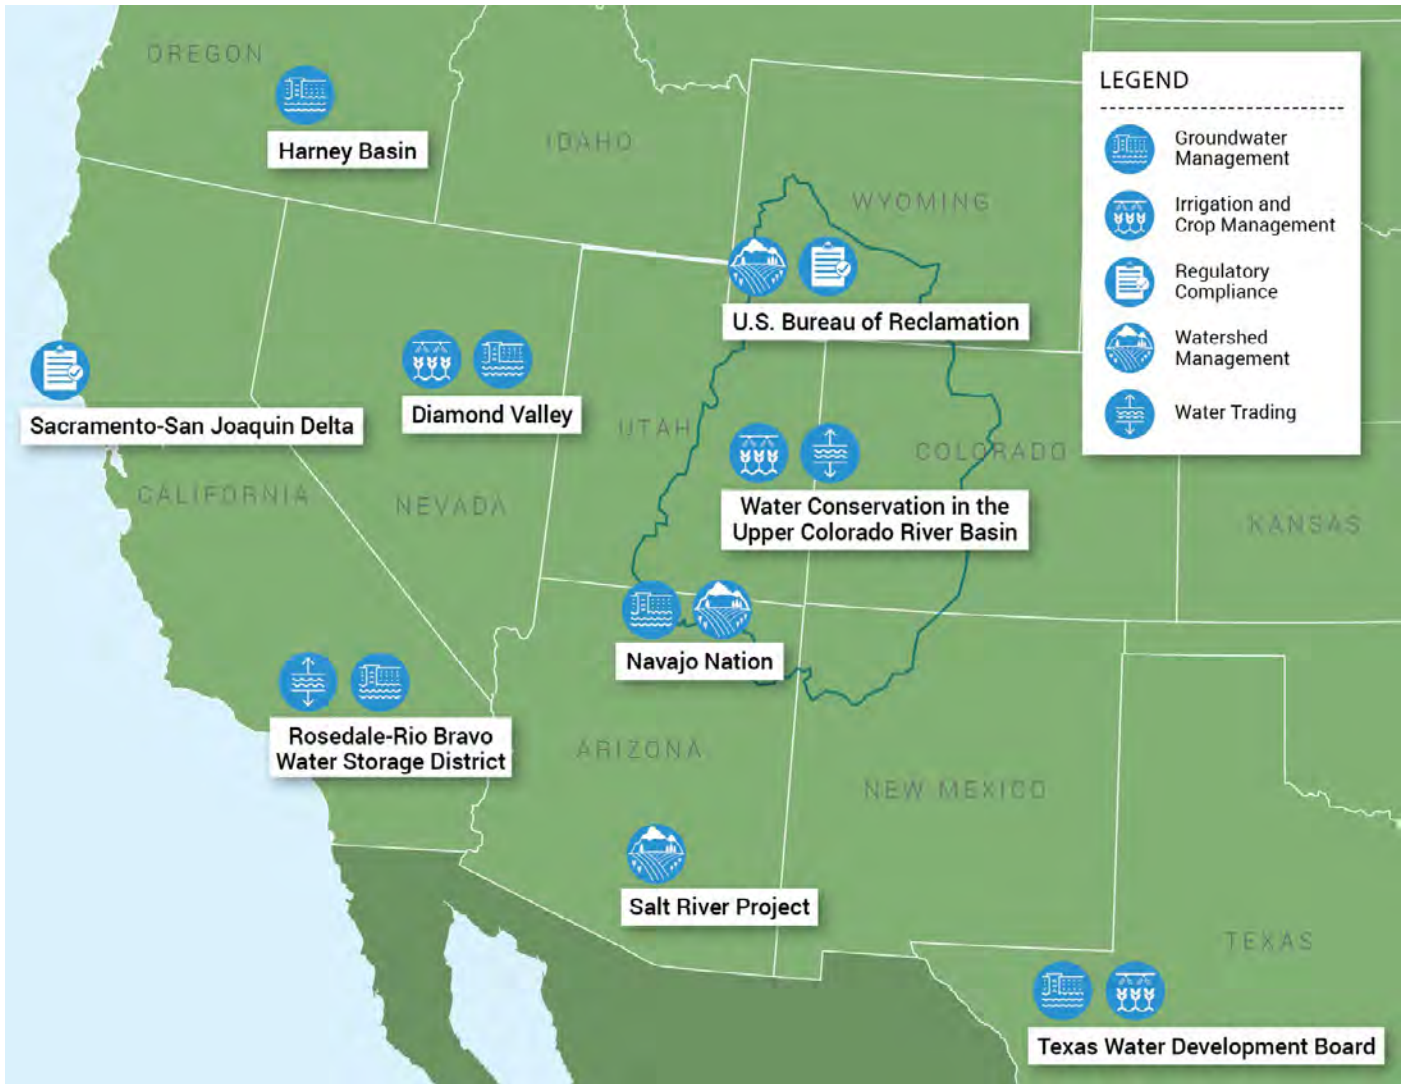 OREGON
Harney Basin
IDAHO
WYOMING
LEGEND
Groundwater
Management
Irrigation and
Crop Management
Regulatory
Compliance
Watershed
Management
Water Trading
U.S. Bureau of Reclamation
Sacramento-San Joaquin Delta
Diamond Valley
UTAH
COLORADO
CALIFORNIA
NEVADA
Water Conservation in the
Upper Colorado River Basin
KANSAS
Navajo Nation
Rosedale-Rio Bravo
Water Storage District
ARIZONA
NEW MEXICO
Salt River Project
TEXAS
Texas Water Development Board